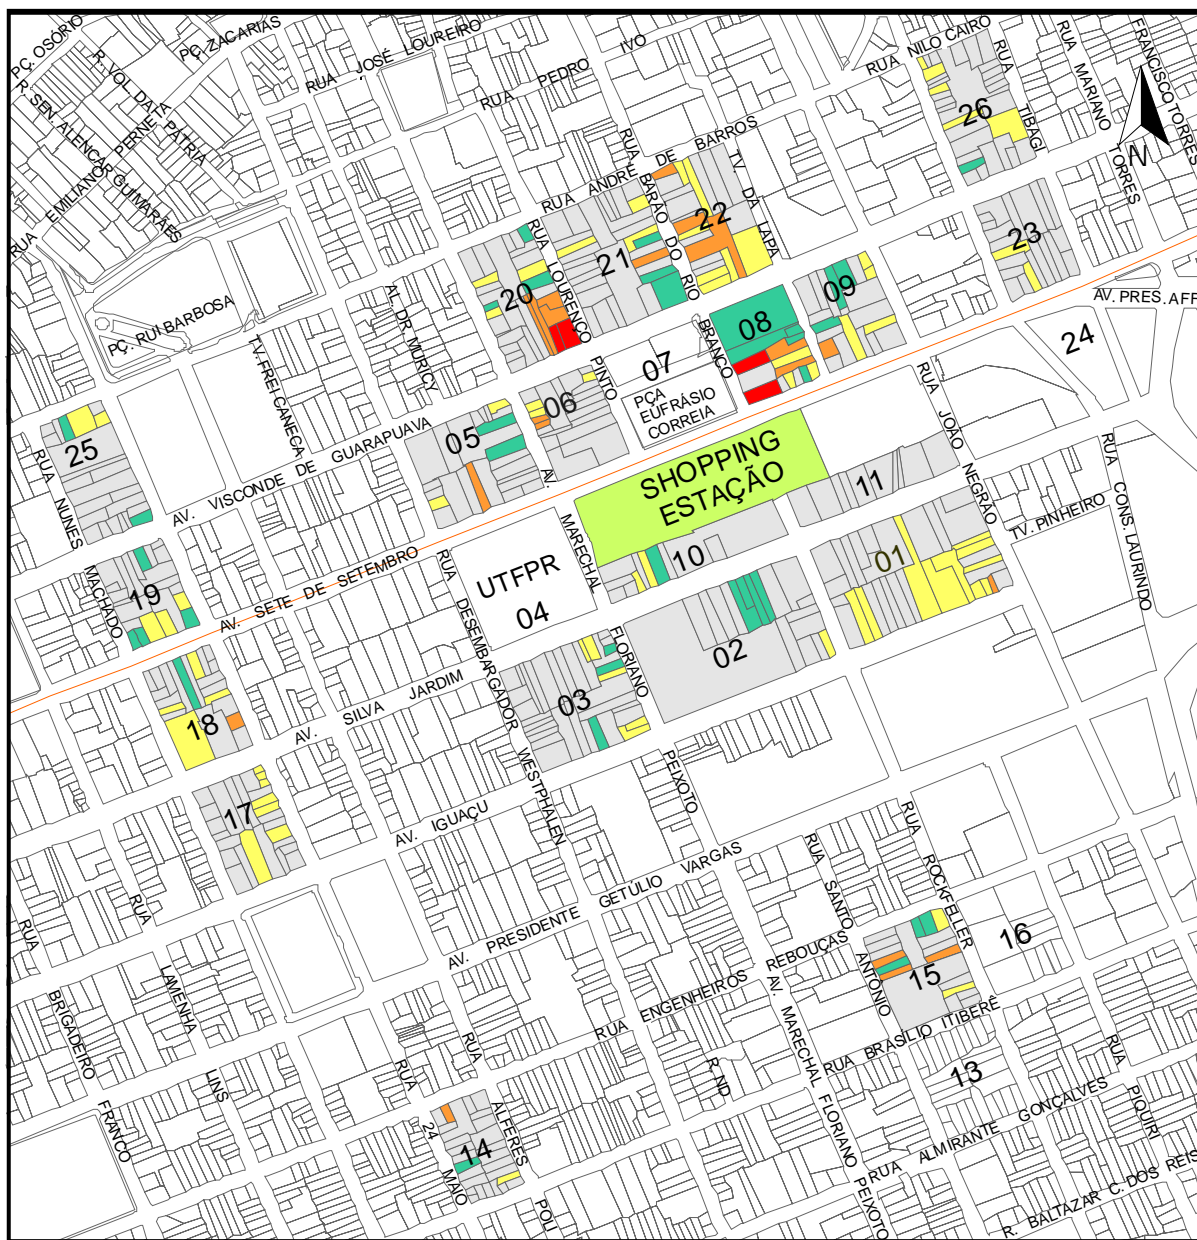 PÇ. OSÓRIO
PÇ. ZACARIAS
R. VOL. DA PÁTRIA
R. SEN. ALENCAR GUIMARÃES
RUA EMILIANO PERNETA
RUA JOSÉ LOUREIRO
RUA PEDRO
IVO
RUA NILO CAIRO
RUA TIBAGI
RUA MARIANO TORRES
FRANCISCO TORRES
N
26
RUA ANDRÉ DE BARROS
RUA BARÃO DO RIO BRANCO
TV. DA LAPA
22
21
20
RUA LOURENÇO PINTO
23
09
08
07
PÇA
EUFRÁSIO
CORREIA
AV. PRES. AFF
24
PÇ. RUI BARBOSA
AL. DR. MURICY
TV. FREI CANECA
06
05
AV. VISCONDE DE GUARAPUAVA
25
RUA NUNES MACHADO
19
AV. SETE DE SETEMBRO
SHOPPING
ESTAÇÃO
11
10
01
RUA JOÃO NEGRÃO
TV. PINHEIRO
RUA CONS. LAURINDO
UTFPR
04
AV. MARECHAL FLORIANO PEIXOTO
02
03
RUA DESEMBARGADOR WESTPHALEN
AV. SILVA JARDIM
18
17
AV. IGUAÇU
AV. PRESIDENTE GETÚLIO VARGAS
RUA SANTO ANTONIO
RUA ROCKFELLER
16
15
RUA ENGENHEIROS REBOUÇAS
AV. MARECHAL FLORIANO PEIXOTO
RUA BRASÍLIO ITIBERÊ
13
R. ND
RUA ALMIRANTE GONÇALVES
RUA PIQUIRI
R. BALTAZAR C. DOS REIS
RUA BRIGADEIRO FRANCO
RUA LAMENHA LINS
RUA 24 MAIO
14
RUA ALFERES POLI